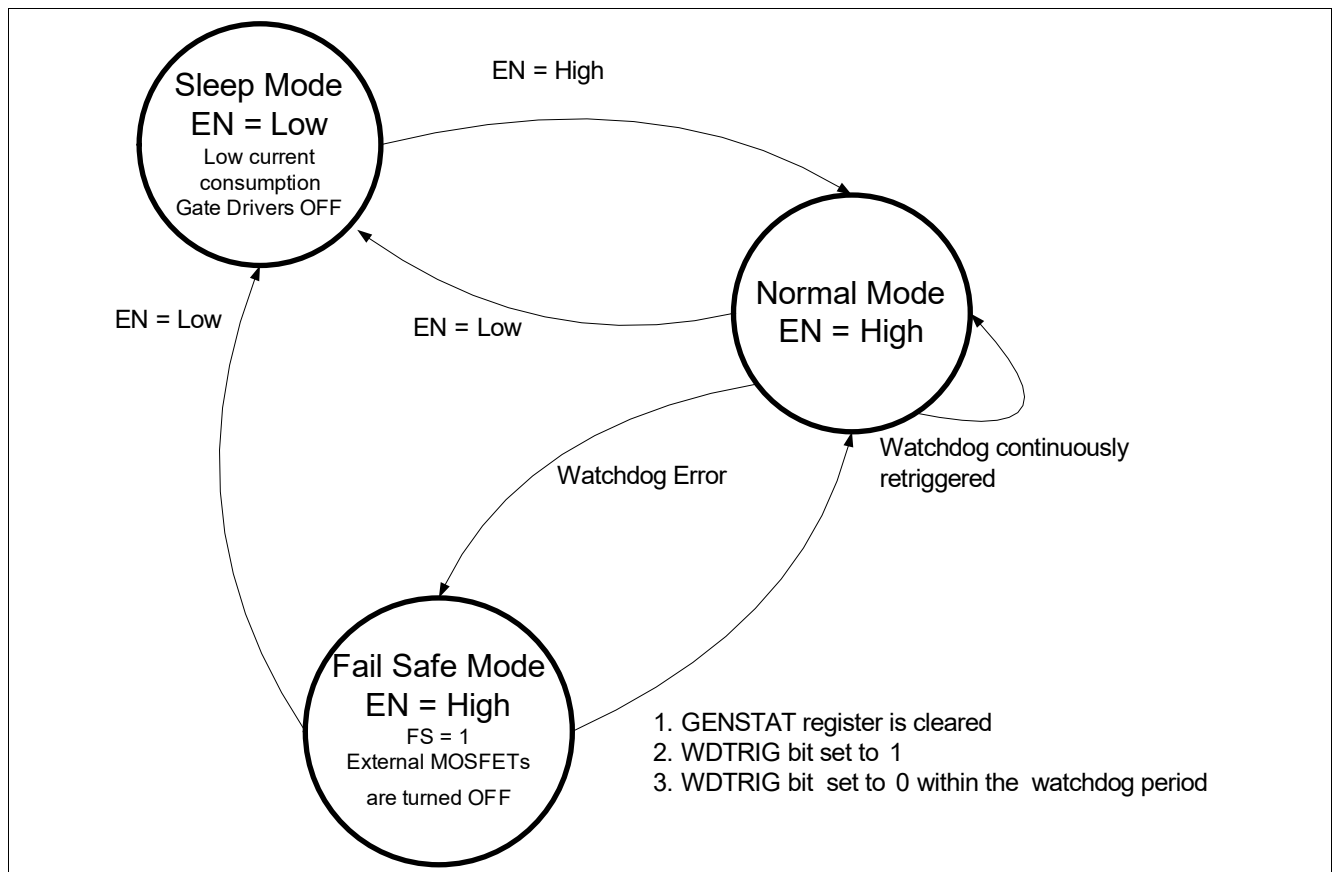 Sleep Mode
EN = Low
Low current
consumption
Gate Drivers OFF
EN = High
Normal Mode
EN = High
EN = Low
EN = Low
Watchdog continuously
retriggered
Watchdog Error
Fail Safe Mode
EN = High
FS = 1
External MOSFETs
are turned OFF
1. GENSTAT register is cleared
2. WDTRIG bit set to 1
3. WDTRIG bit set to 0 within the watchdog period